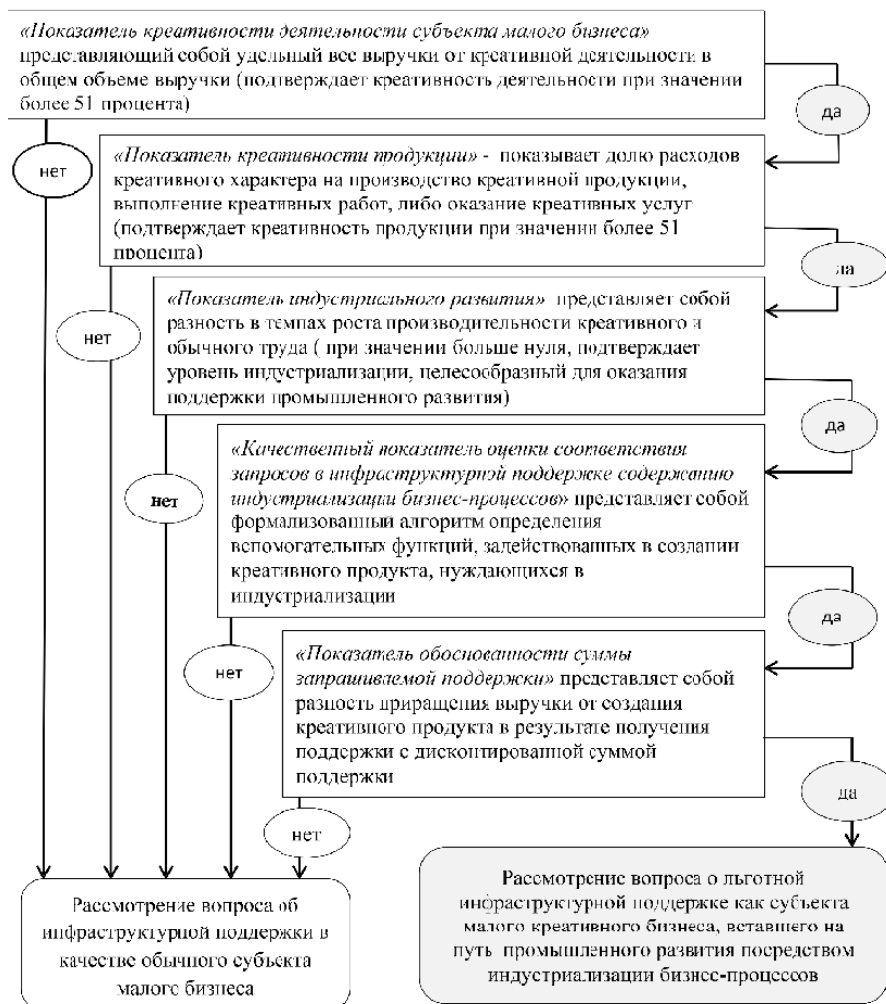 «Показатель креативности деятельности субъекта малого бизнеса»
представляющий собой удельный вес выручки от креативной деятельности в
общем объеме выручки (подтверждает креативность деятельности при значении
более 51 процента)
да
нет
«Показатель креативности продукции» - показывает долю расходов
креативного характера на производство креативной продукции,
выполнение креативных работ, либо оказание креативных услуг
(подтверждает креативность продукции при значении более 51
процента)
да
нет
«Показатель индустриального развития» представляет собой
разность в темпах роста производительности креативного и
обычного труда ( при значении больше нуля, подтверждает
уровень индустриализации, целесообразный для оказания
поддержки промышленного развития)
да
нет
«Качественный показатель оценки соответствия
запросов в инфраструктурной поддержке содержанию
индустриализации бизнес-процессов» представляет собой
формализованный алгоритм определения
вспомогательных функций, задействованных в создании
креативного продукта, нуждающихся в
индустриализации
да
нет
«Показатель обоснованности суммы
запрашиваемой поддержки» представляет собой
разность приращения выручки от создания
креативного продукта в результате получения
поддержки с дисконтированной суммой
поддержки
да
нет
Рассмотрение вопроса об
инфраструктурной поддержки в
качестве обычного субъекта
малого бизнеса
Рассмотрение вопроса о льготной
инфраструктурной поддержке как субъекта
малого креативного бизнеса, вставшего на
путь промышленного развития посредством
индустриализации бизнес-процессов